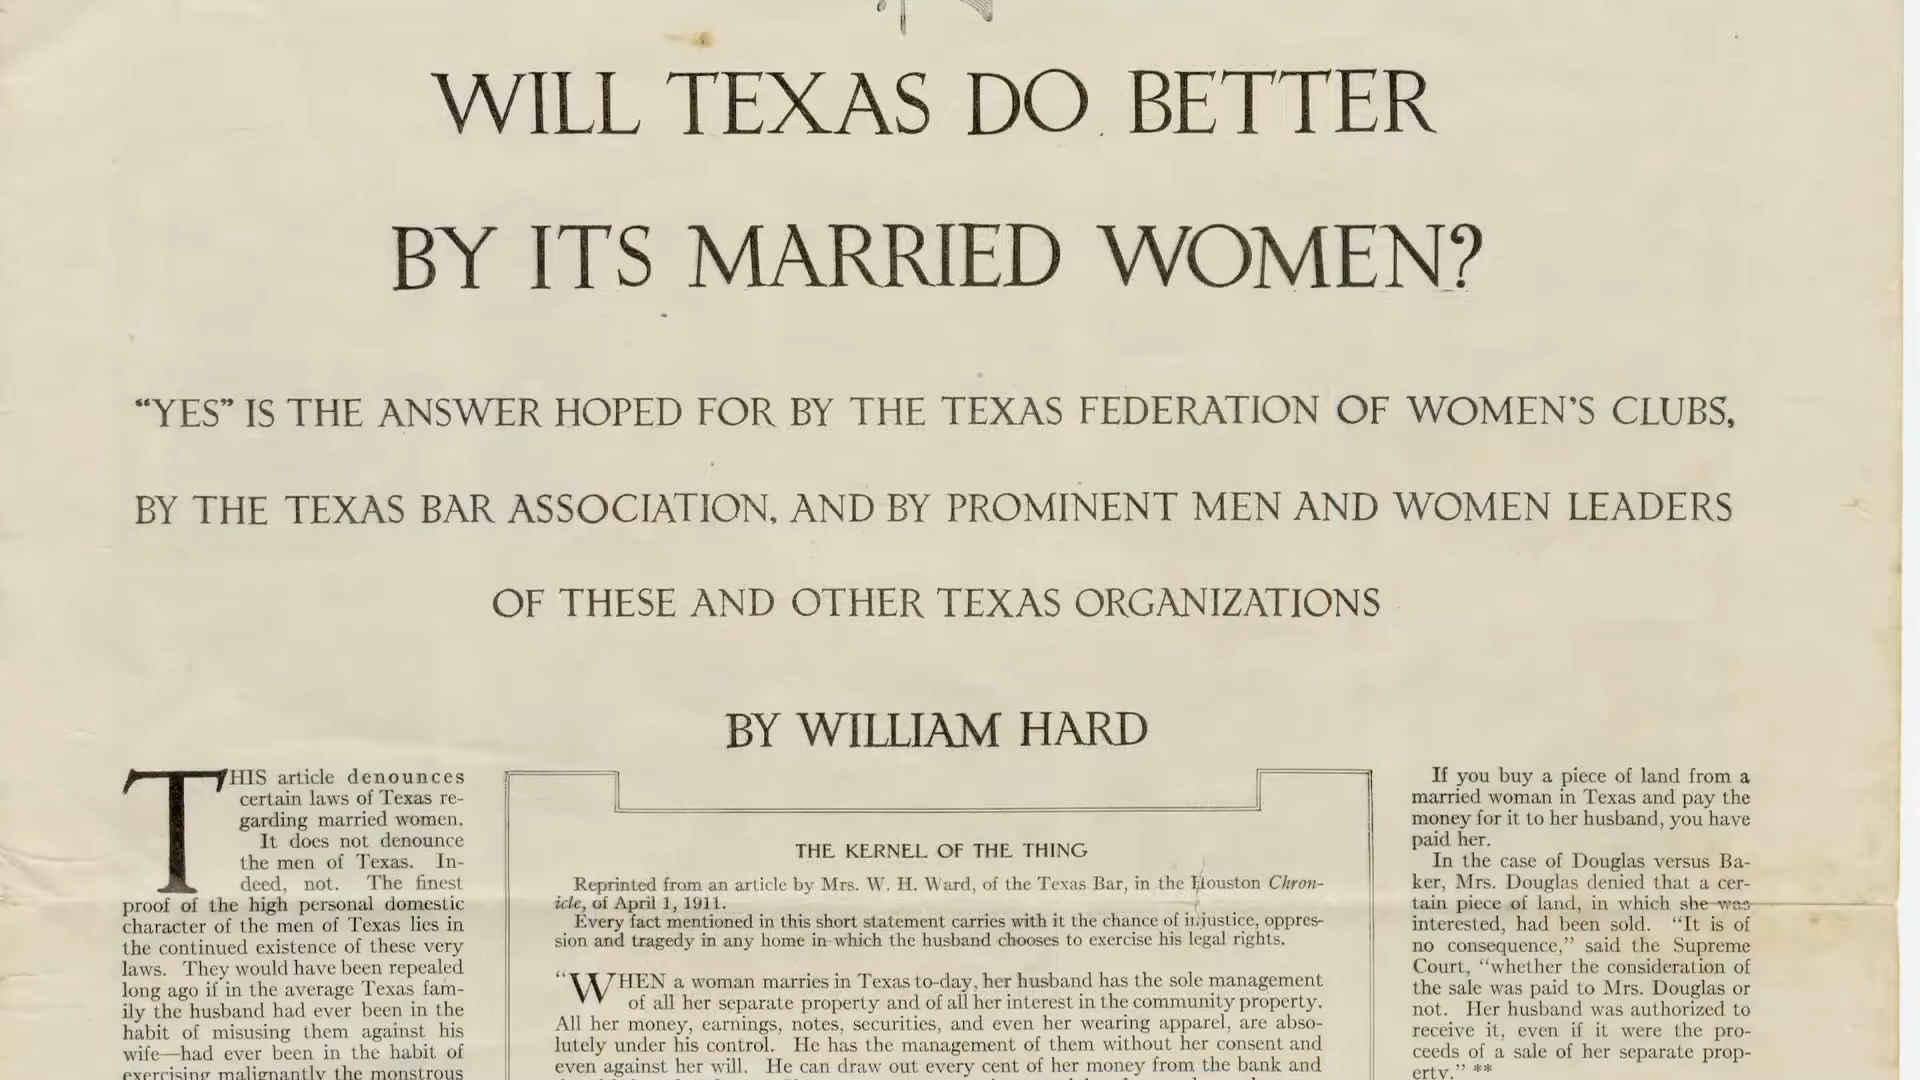 WILL TEXAS DO BETTER
BY ITS MARRIED WOMEN?
“YES” IS THE ANSWER HOPED FOR BY THE TEXAS FEDERATION OF WOMEN’S CLUBS,
BY THE TEXAS BAR ASSOCIATION, AND BY PROMINENT MEN AND WOMEN LEADERS
OF THESE AND OTHER TEXAS ORGANIZATIONS
BY WILLIAM HARD
THIS article denounces
certain laws of Texas re-
garding married women.
It does not denounce
the men of Texas. In-
deed, not. The finest
proof of the high personal domestic
character of the men of Texas lies in
the continued existence of these very
laws. They would have been repealed
long ago if in the average Texas fam-
ily the husband had ever been in the
habit of misusing them against his
wife—had ever been in the habit of
exercising malignantly the monstrous
THE KERNEL OF THE THING
Reprinted from an article by Mrs. W. H. Ward, of the Texas Bar, in the Houston Chron-
icle, of April 1, 1911.
Every fact mentioned in this short statement carries with it the chance of injustice, oppres-
sion and tragedy in any home in which the husband chooses to exercise his legal rights.
“WHEN a woman marries in Texas to-day, her husband has the sole management
of all her separate property and of all her interest in the community property.
All her money, earnings, notes, securities, and even her wearing apparel, are abso-
lutely under his control. He has the management of them without her consent and
even against her will. He can draw out every cent of her money from the bank and
If you buy a piece of land from a
married woman in Texas and pay the
money for it to her husband, you have
paid her.
In the case of Douglas versus Ba-
ker, Mrs. Douglas denied that a cer-
tain piece of land, in which she was
interested, had been sold. “It is of
no consequence,” said the Supreme
Court, “whether the consideration of
the sale was paid to Mrs. Douglas or
not. Her husband was authorized to
receive it, even if it were the pro-
ceeds of a sale of her separate prop-
erty.” **